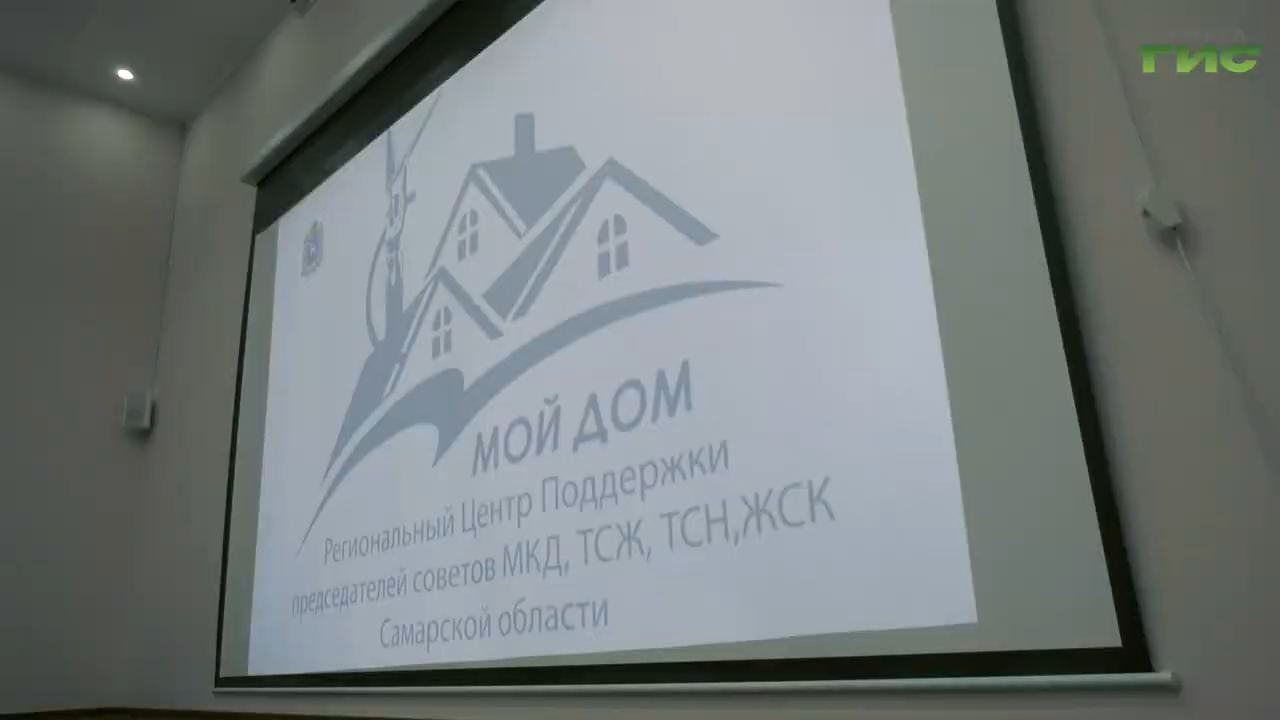 ГИС
МОЙ ДОМ
Региональный Центр Поддержки
председателей советов МКД, ТСЖ, ТСН,ЖСК
Самарской области